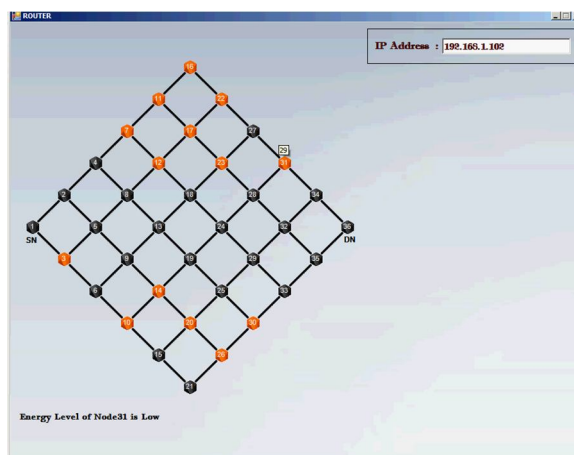 ROUTER
IP Address : 192.168.1.102
16
11 22
7 17 27
29
4 12 23 31
2 8 18 28 34
1 5 13 24 32 36
SN DN
3 9 19 29 35
6 14 25 33
10 20 30
15 26
21
Energy Level of Node31 is Low